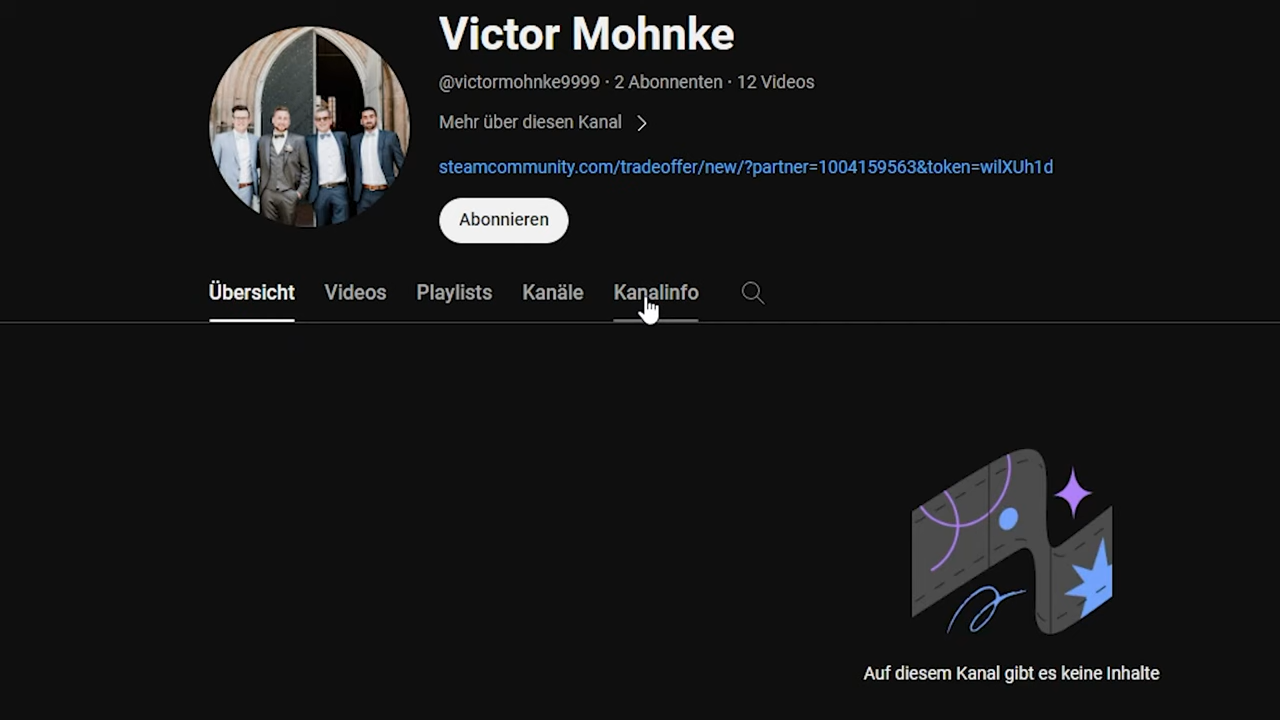 Victor Mohnke
@victormohnke9999 · 2 Abonnenten · 12 Videos
Mehr über diesen Kanal
steamcommunity.com/tradeoffer/new/?partner=1004159563&token=wilXUh1d
Abonnieren
Übersicht Videos Playlists Kanäle Kanalinfo
Auf diesem Kanal gibt es keine Inhalte